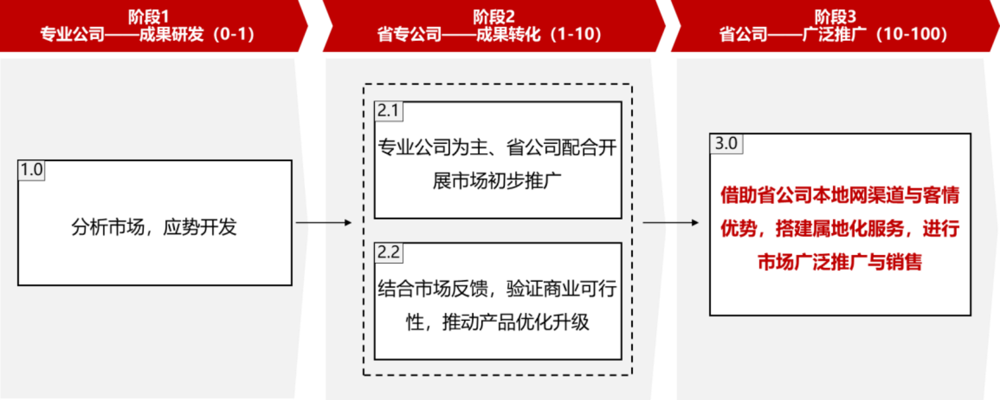 阶段1
专业公司——成果研发（0-1）
阶段2
省专公司——成果转化（1-10）
阶段3
省公司——广泛推广（10-100）
1.0
分析市场，应势开发
2.1
专业公司为主、省公司配合开
展市场初步推广
2.2
结合市场反馈，验证商业可行
性，推动产品优化升级
3.0
借助省公司本地网渠道与客情
优势，搭建属地化服务，进行
市场广泛推广与销售